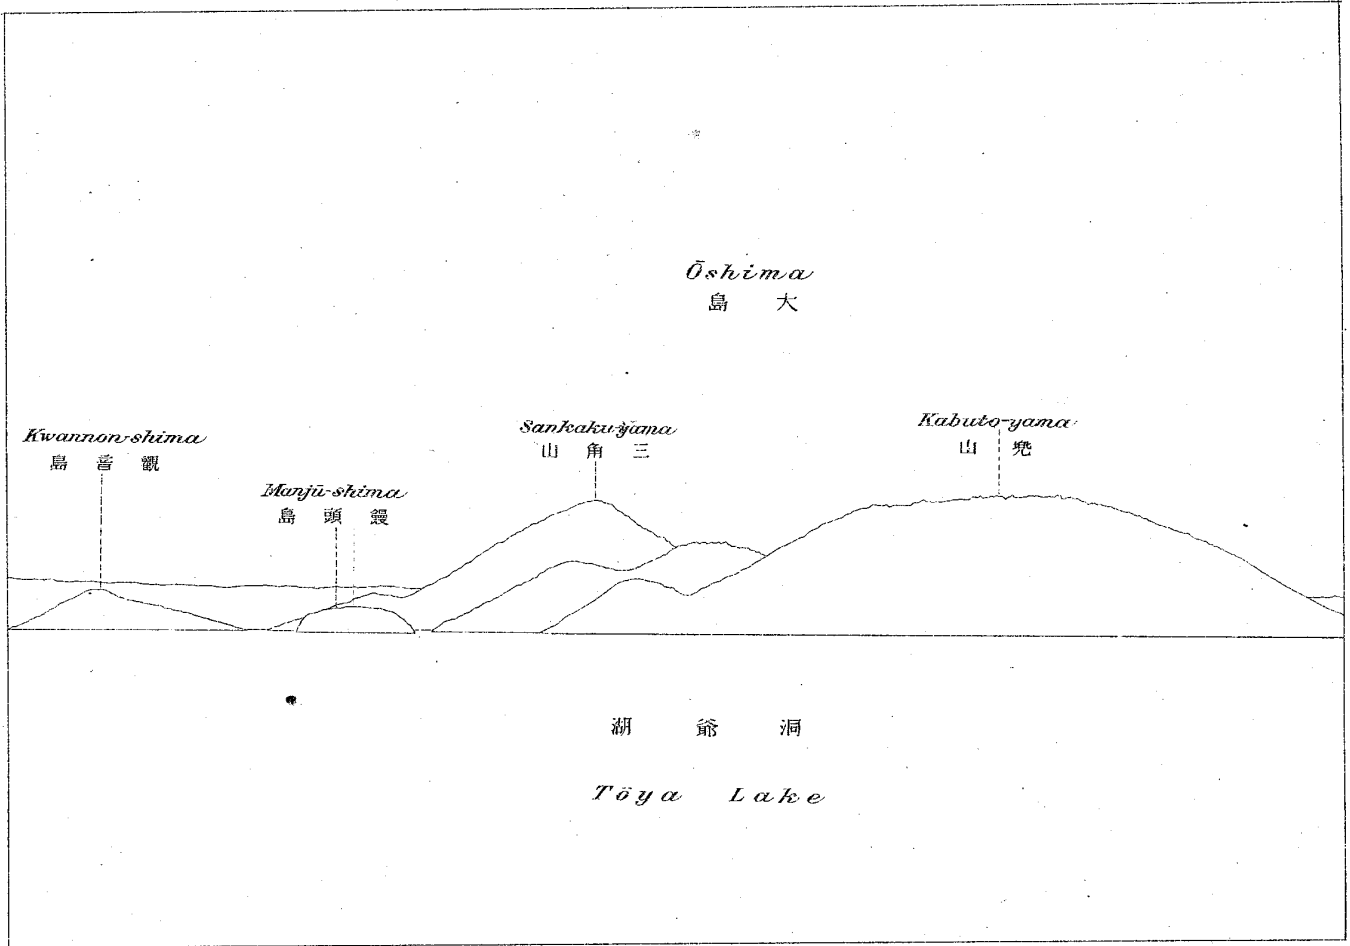 Ōshima
島 大
Kwannon-shima
島 音 觀
Manjū-shima
島 頭 饅
Sankaku-yama
山 角 三
Kabuto-yama
山 兜
湖 爺 洞
Tōya Lake